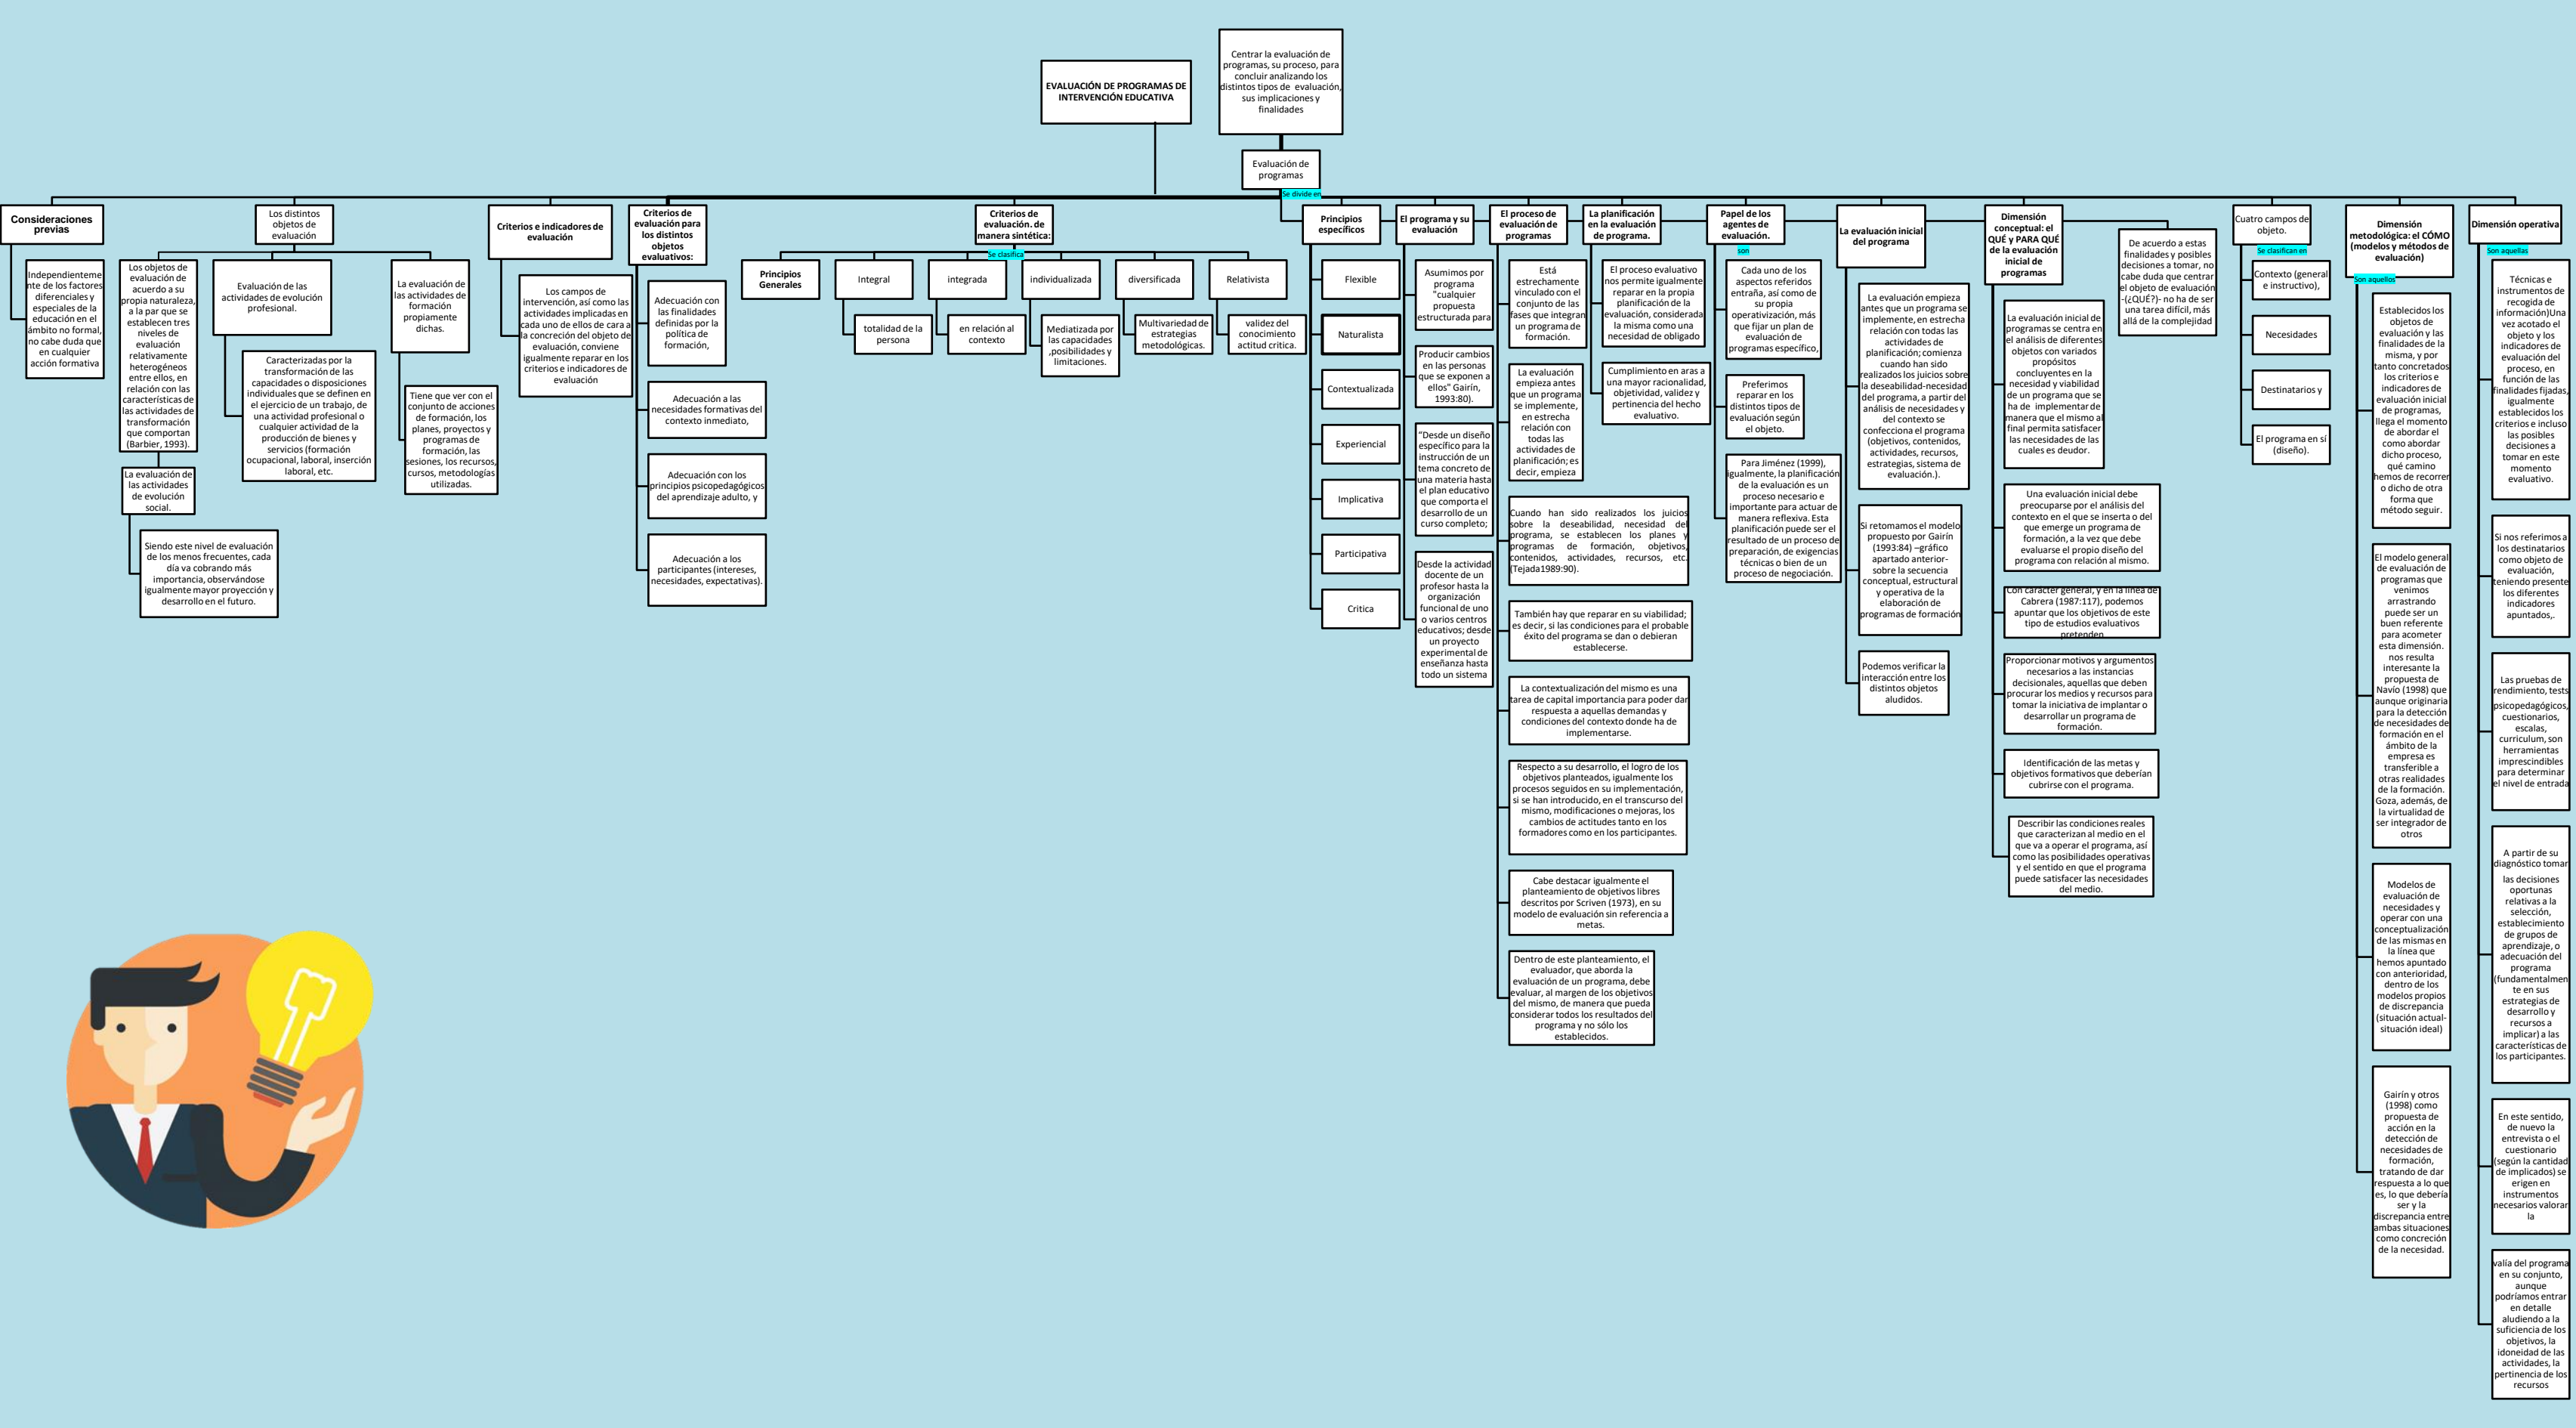 EVALUACIÓN DE PROGRAMAS DE
INTERVENCIÓN EDUCATIVA
Centrar la evaluación de
programas, su proceso, para
concluir analizando los
distintos tipos de evaluación,
sus implicaciones y
finalidades
Evaluación de
programas
Se divide en
Consideraciones
previas
Independienteme
nte de los factores
diferenciales y
especiales de la
educación en el
ámbito no formal,
no cabe duda que
en cualquier
acción formativa
Los distintos
objetos de
evaluación
Los objetos de
evaluación de
acuerdo a su
propia naturaleza,
a la par que se
establecen tres
niveles de
evaluación
relativamente
heterogéneos
entre ellos, en
relación con las
características de
las actividades de
transformación
que comportan
(Barbier, 1993).
La evaluación de
las actividades
de evolución
social.
Siendo este nivel de evaluación
de los menos frecuentes, cada
día va cobrando más
importancia, observándose
igualmente mayor proyección y
desarrollo en el futuro.
Evaluación de las
actividades de evolución
profesional.
Caracterizadas por la
transformación de las
capacidades o disposiciones
individuales que se definen en
el ejercicio de un trabajo, de
una actividad profesional o
cualquier actividad de la
producción de bienes y
servicios (formación
ocupacional, laboral, inserción
laboral, etc.
La evaluación de
las actividades de
formación
propiamente
dichas.
Tiene que ver con el
conjunto de acciones
de formación, los
planes, proyectos y
programas de
formación, las
sesiones, los recursos,
cursos, metodologías
utilizadas.
Criterios e indicadores de
evaluación
Los campos de
intervención, así como las
actividades implicadas en
cada uno de ellos de cara a
la concreción del objeto de
evaluación, conviene
igualmente reparar en los
criterios e indicadores de
evaluación
Criterios de
evaluación para
los distintos
objetos
evaluativos:
Adecuación con
las finalidades
definidas por la
política de
formación,
Adecuación a las
necesidades formativas del
contexto inmediato,
Adecuación con los
principios psicopedagógicos
del aprendizaje adulto, y
Adecuación a los
participantes (intereses,
necesidades, expectativas).
Criterios de
evaluación. de
manera sintética:
Se clasifica
Principios
Generales
Integral
totalidad de la
persona
integrada
en relación al
contexto
individualizada
Mediatizada por
las capacidades
,posibilidades y
limitaciones.
diversificada
Multivariedad de
estrategias
metodológicas.
Relativista
validez del
conocimiento
actitud critica.
Principios
específicos
Flexible
Naturalista
Contextualizada
Experiencial
Implicativa
Participativa
Critica
El programa y su
evaluación
Asumimos por
programa
"cualquier
propuesta
estructurada para
Producir cambios
en las personas
que se exponen a
ellos" Gairín,
1993:80).
"Desde un diseño
específico para la
instrucción de un
tema concreto de
una materia hasta
el plan educativo
que comporta el
desarrollo de un
curso completo;
Desde la actividad
docente de un
profesor hasta la
organización
funcional de uno
o varios centros
educativos; desde
un proyecto
experimental de
enseñanza hasta
todo un sistema
El proceso de
evaluación de
programas
Está
estrechamente
vinculado con el
conjunto de las
fases que integran
un programa de
formación.
La evaluación
empieza antes
que un programa
se implemente,
en estrecha
relación con
todas las
actividades de
planificación; es
decir, empieza
Cuando han sido realizados los juicios
sobre la deseabilidad, necesidad del
programa, se establecen los planes y
programas de formación, objetivos,
contenidos, actividades, recursos, etc.
(Tejada1989:90).
También hay que reparar en su viabilidad;
es decir, si las condiciones para el probable
éxito del programa se dan o debieran
establecerse.
La contextualización del mismo es una
tarea de capital importancia para poder dar
respuesta a aquellas demandas y
condiciones del contexto donde ha de
implementarse.
Respecto a su desarrollo, el logro de los
objetivos planteados, igualmente los
procesos seguidos en su implementación,
si se han introducido, en el transcurso del
mismo, modificaciones o mejoras, los
cambios de actitudes tanto en los
formadores como en los participantes.
Cabe destacar igualmente el
planteamiento de objetivos libres
descritos por Scriven (1973), en su
modelo de evaluación sin referencia a
metas.
Dentro de este planteamiento, el
evaluador, que aborda la
evaluación de un programa, debe
evaluar, al margen de los objetivos
del mismo, de manera que pueda
considerar todos los resultados del
programa y no sólo los
establecidos.
La planificación
en la evaluación
de programa.
El proceso evaluativo
nos permite igualmente
reparar en la propia
planificación de la
evaluación, considerada
la misma como una
necesidad de obligado
Cumplimiento en aras a
una mayor racionalidad,
objetividad, validez y
pertinencia del hecho
evaluativo.
Papel de los
agentes de
evaluación.
son
Cada uno de los
aspectos referidos
entraña, así como de
su propia
operativización, más
que fijar un plan de
evaluación de
programas específico,
Preferimos
reparar en los
distintos tipos de
evaluación según
el objeto.
Para Jiménez (1999),
igualmente, la planificación
de la evaluación es un
proceso necesario e
importante para actuar de
manera reflexiva. Esta
planificación puede ser el
resultado de un proceso de
preparación, de exigencias
técnicas o bien de un
proceso de negociación.
La evaluación inicial
del programa
La evaluación empieza
antes que un programa se
implemente, en estrecha
relación con todas las
actividades de
planificación; comienza
cuando han sido
realizados los juicios sobre
la deseabilidad-necesidad
del programa, a partir del
análisis de necesidades y
del contexto se
confecciona el programa
(objetivos, contenidos,
actividades, recursos,
estrategias, sistema de
evaluación.).
Si retomamos el modelo
propuesto por Gairín
(1993:84) –gráfico
apartado anterior-
sobre la secuencia
conceptual, estructural
y operativa de la
elaboración de
programas de formación
Podemos verificar la
interacción entre los
distintos objetos
aludidos.
Dimensión
conceptual: el
QUÉ y PARA QUÉ
de la evaluación
inicial de
programas
La evaluación inicial de
programas se centra en
el análisis de diferentes
objetos con variados
propósitos
concluyentes en la
necesidad y viabilidad
de un programa que se
ha de implementar de
manera que el mismo al
final permita satisfacer
las necesidades de las
cuales es deudor.
Una evaluación inicial debe
preocuparse por el análisis del
contexto en el que se inserta o del
que emerge un programa de
formación, a la vez que debe
evaluarse el propio diseño del
programa con relación al mismo.
Con carácter general, y en la línea de
Cabrera (1987:117), podemos
apuntar que los objetivos de este
tipo de estudios evaluativos
pretenden
Proporcionar motivos y argumentos
necesarios a las instancias
decisionales, aquellas que deben
procurar los medios y recursos para
tomar la iniciativa de implantar o
desarrollar un programa de
formación.
Identificación de las metas y
objetivos formativos que deberían
cubrirse con el programa.
Describir las condiciones reales
que caracterizan al medio en el
que va a operar el programa, así
como las posibilidades operativas
y el sentido en que el programa
puede satisfacer las necesidades
del medio.
De acuerdo a estas
finalidades y posibles
decisiones a tomar, no
cabe duda que centrar
el objeto de evaluación
-(¿QUÉ?)- no ha de ser
una tarea difícil, más
allá de la complejidad
Cuatro campos de
objeto.
Se clasifican en
Contexto (general
e instructivo),
Necesidades
Destinatarios y
El programa en sí
(diseño).
Dimensión
metodológica: el CÓMO
(modelos y métodos de
evaluación)
Son aquellos
Establecidos los
objetos de
evaluación y las
finalidades de la
misma, y por
tanto concretados
los criterios e
indicadores de
evaluación inicial
de programas,
llega el momento
de abordar el
como abordar
dicho proceso,
qué camino
hemos de recorrer
o dicho de otra
forma que
método seguir.
El modelo general
de evaluación de
programas que
venimos
arrastrando
puede ser un
buen referente
para acometer
esta dimensión.
nos resulta
interesante la
propuesta de
Navío (1998) que
aunque originaria
para la detección
de necesidades de
formación en el
ámbito de la
empresa es
transferible a
otras realidades
de la formación.
Goza, además, de
la virtualidad de
ser integrador de
otros
Modelos de
evaluación de
necesidades y
operar con una
conceptualización
de las mismas en
la línea que
hemos apuntado
con anterioridad,
dentro de los
modelos propios
de discrepancia
(situación actual-
situación ideal)
Gairín y otros
(1998) como
propuesta de
acción en la
detección de
necesidades de
formación,
tratando de dar
respuesta a lo que
es, lo que debería
ser y la
discrepancia entre
ambas situaciones
como concreción
de la necesidad.
Dimensión operativa
Son aquellas
Técnicas e
instrumentos de
recogida de
información)Una
vez acotado el
objeto y los
indicadores de
evaluación del
proceso, en
función de las
finalidades fijadas,
igualmente
establecidos los
criterios e incluso
las posibles
decisiones a
tomar en este
momento
evaluativo.
Si nos referimos a
los destinatarios
como objeto de
evaluación,
teniendo presente
los diferentes
indicadores
apuntados,.
Las pruebas de
rendimiento, tests
psicopedagógicos,
cuestionarios,
escalas,
curriculum, son
herramientas
imprescindibles
para determinar
el nivel de entrada
A partir de su
diagnóstico tomar
las decisiones
oportunas
relativas a la
selección,
establecimiento
de grupos de
aprendizaje, o
adecuación del
programa
(fundamentalmen
te en sus
estrategias de
desarrollo y
recursos a
implicar) a las
características de
los participantes.
En este sentido,
de nuevo la
entrevista o el
cuestionario
(según la cantidad
de implicados) se
erigen en
instrumentos
necesarios valorar
la
valía del programa
en su conjunto,
aunque
podríamos entrar
en detalle
aludiendo a la
suficiencia de los
objetivos, la
idoneidad de las
actividades, la
pertinencia de los
recursos